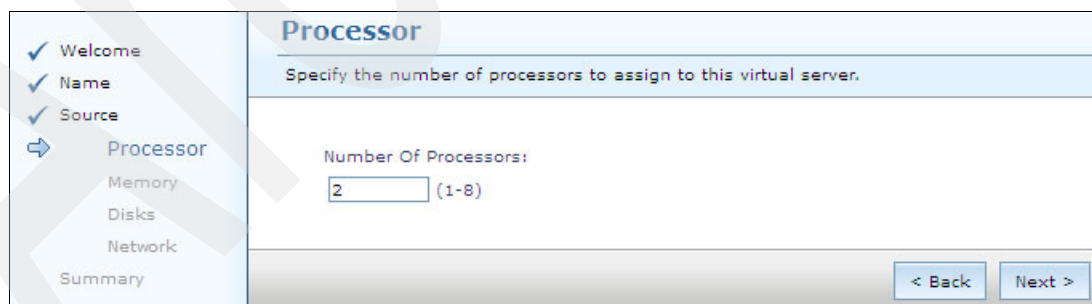 Welcome
Name
Source
Processor
Memory
Disks
Network
Summary
Processor
Specify the number of processors to assign to this virtual server.
Number Of Processors:
2 (1-8)
< Back Next >